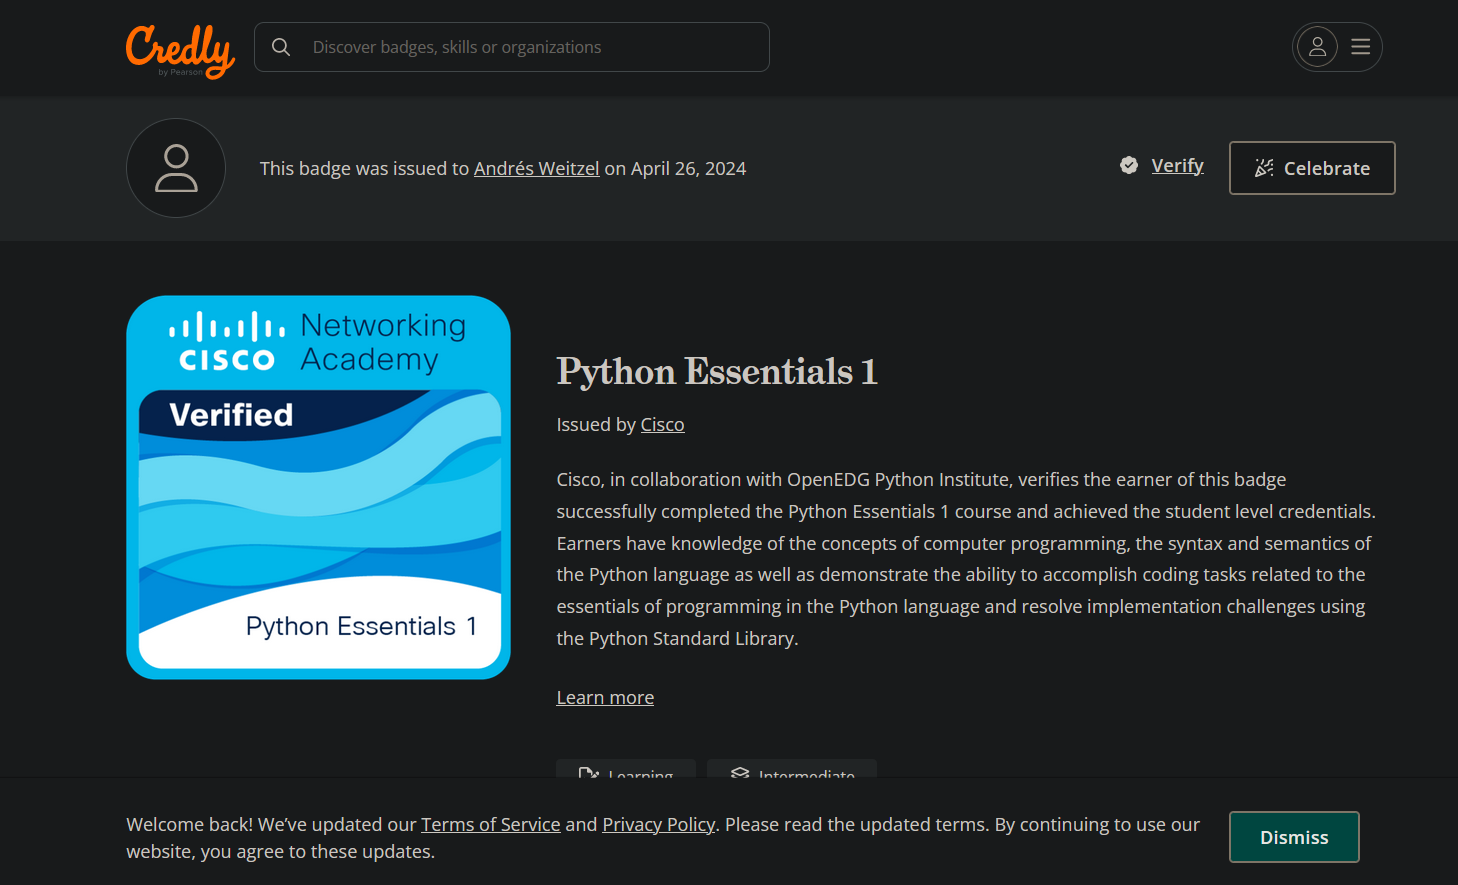 Credly
by Pearson
Discover badges, skills or organizations
This badge was issued to Andrés Weitzel on April 26, 2024
Verify
Celebrate
CISCO
Networking
Academy
Verified
Python Essentials 1
Python Essentials 1
Issued by Cisco
Cisco, in collaboration with OpenEDG Python Institute, verifies the earner of this badge
successfully completed the Python Essentials 1 course and achieved the student level credentials.
Earners have knowledge of the concepts of computer programming, the syntax and semantics of
the Python language as well as demonstrate the ability to accomplish coding tasks related to the
essentials of programming in the Python language and resolve implementation challenges using
the Python Standard Library.
Learn more
Learning
Intermediate
Welcome back! We’ve updated our Terms of Service and Privacy Policy. Please read the updated terms. By continuing to use our
website, you agree to these updates.
Dismiss